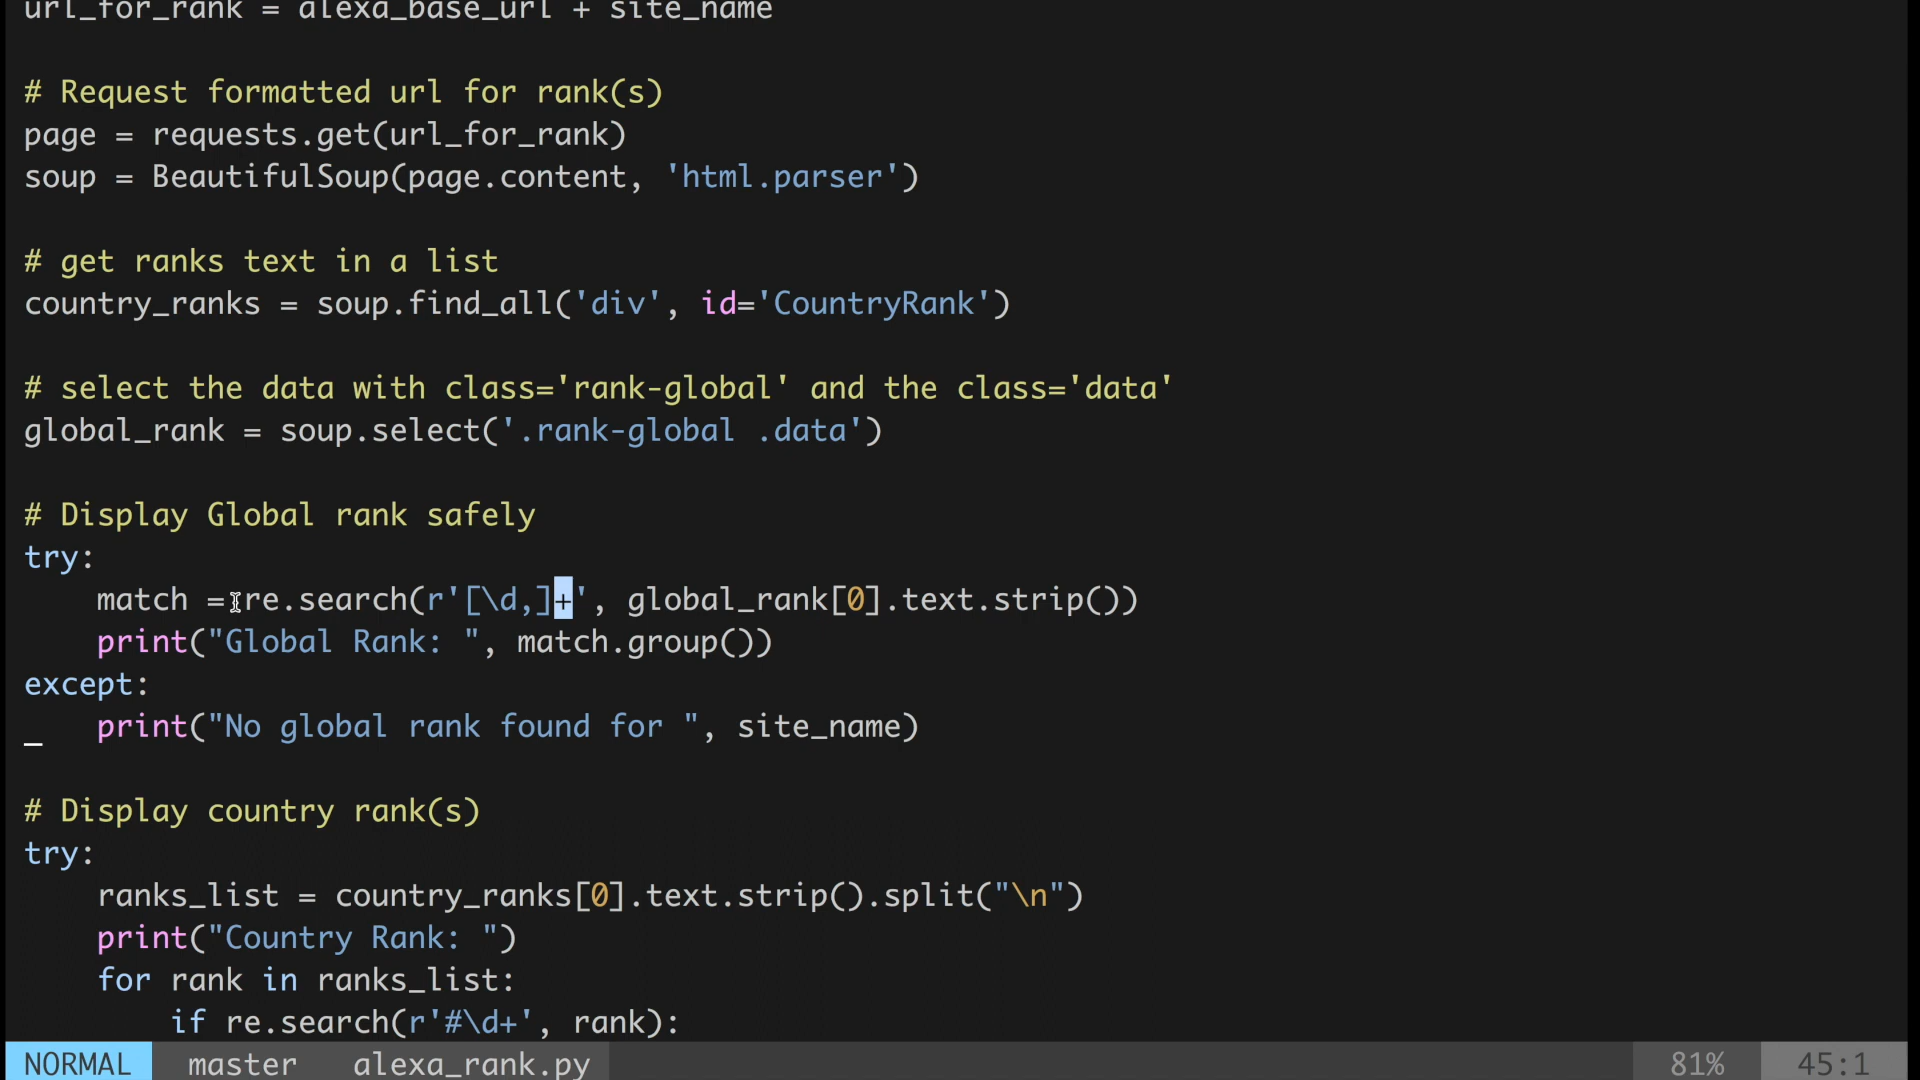 url_for_rank = alexa_base_url + site_name
# Request formatted url for rank(s)
page = requests.get(url_for_rank)
soup = BeautifulSoup(page.content, 'html.parser')
# get ranks text in a list
country_ranks = soup.find_all('div', id='CountryRank')
# select the data with class='rank-global' and the class='data'
global_rank = soup.select('.rank-global .data')
# Display Global rank safely
try:
    match = re.search(r'[\d,]+', global_rank[0].text.strip())
    print("Global Rank: ", match.group())
except:
    print("No global rank found for ", site_name)
# Display country rank(s)
try:
    ranks_list = country_ranks[0].text.strip().split("\n")
    print("Country Rank: ")
    for rank in ranks_list:
        if re.search(r'#\d+', rank):
NORMAL master alexa_rank.py 81% 45:1